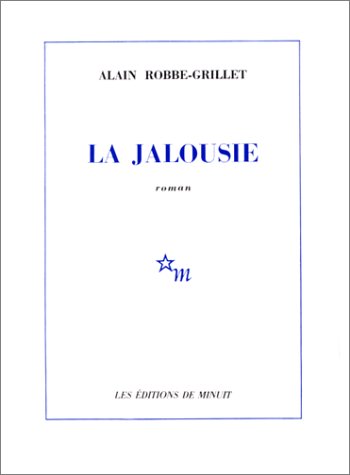 ALAIN ROBBE-GRILLET
LA JALOUSIE
roman
m
LES ÉDITIONS DE MINUIT